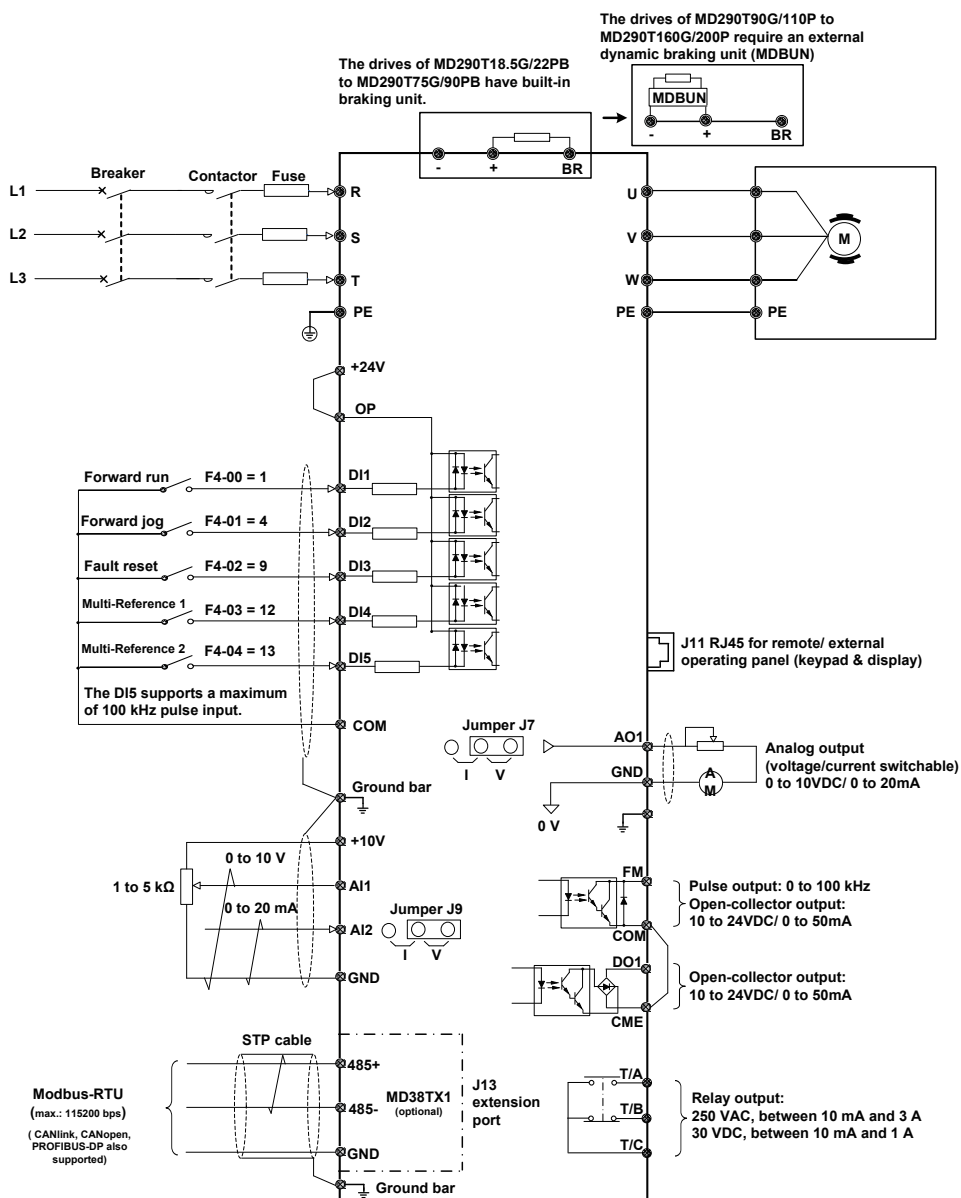 The drives of MD290T90G/110P to
MD290T160G/200P require an external
dynamic braking unit (MDBUN)
The drives of MD290T18.5G/22PB
to MD290T75G/90PB have built-in
braking unit.
MDBUN
- + BR
- + BR
Breaker Contactor Fuse
L1 R U
L2 S V M
L3 T W
PE PE PE
+24V
OP
Forward run F4-00 = 1 DI1
Forward jog F4-01 = 4 DI2
Fault reset F4-02 = 9 DI3
Multi-Reference 1 F4-03 = 12 DI4
Multi-Reference 2 F4-04 = 13 DI5
The DI5 supports a maximum
of 100 kHz pulse input.
COM
J11 RJ45 for remote/ external
operating panel (keypad & display)
Jumper J7
I V
AO1
GND
0 V
AM
Analog output
(voltage/current switchable)
0 to 10VDC/ 0 to 20mA
Ground bar
+10V
0 to 10 V
1 to 5 kΩ
AI1
0 to 20 mA
AI2
Jumper J9
I V
GND
FM
COM
Pulse output: 0 to 100 kHz
Open-collector output:
10 to 24VDC/ 0 to 50mA
DO1
CME
Open-collector output:
10 to 24VDC/ 0 to 50mA
STP cable
485+
485-
GND
MD38TX1
(optional)
J13
extension
port
Modbus-RTU
(max.: 115200 bps)
( CANlink, CANopen,
PROFIBUS-DP also
supported)
Ground bar
T/A
T/B
T/C
Relay output:
250 VAC, between 10 mA and 3 A
30 VDC, between 10 mA and 1 A